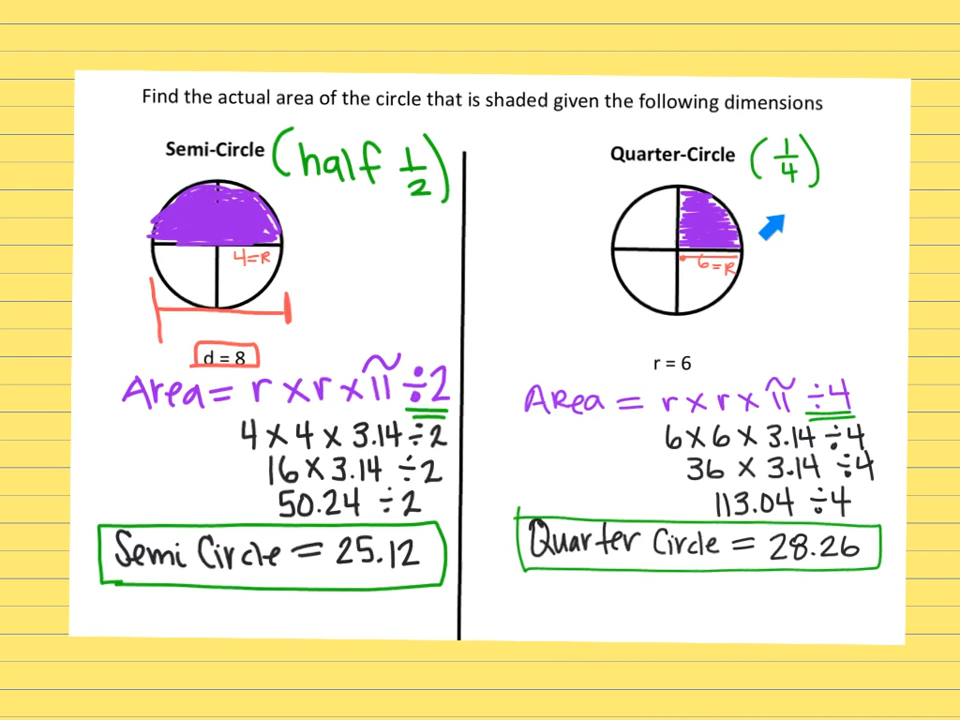 Find the actual area of the circle that is shaded given the following dimensions
Semi-Circle (half 1/2)
4=R
d = 8
Area = r x r x π ÷2
4 x 4 x 3.14 ÷2
16 x 3.14 ÷2
50.24 ÷2
Semi Circle = 25.12
Quarter-Circle (1/4)
6=R
r = 6
AReA = r x r x π ÷4
6 x 6 x 3.14 ÷4
36 x 3.14 ÷4
113.04 ÷4
Quarter Circle = 28.26